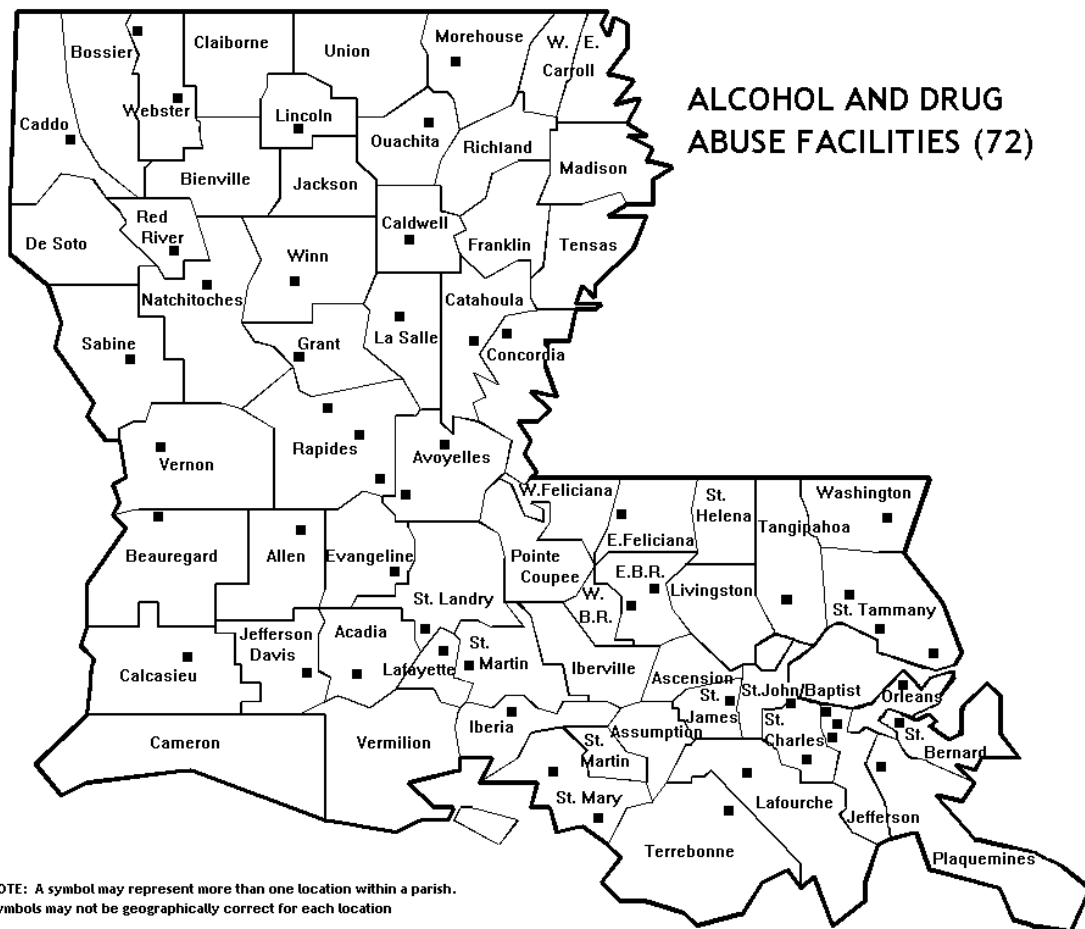 ALCOHOL AND DRUG
ABUSE FACILITIES (72)
Bossier
Claiborne
Union
Morehouse
W.
E.
Carroll
Caddo
Webster
Lincoln
Ouachita
Richland
Madison
Bienville
Jackson
De Soto
Red
River
Winn
Caldwell
Franklin
Tensas
Natchitoches
Catahoula
Sabine
Grant
La Salle
Concordia
Vernon
Rapides
Avoyelles
W.Feliciana
St.
Helena
Washington
Tangipahoa
E.Feliciana
Beauregard
Allen
Evangeline
Pointe
Coupee
E.B.R.
W.
B.R.
Livingston
St. Landry
St. Tammany
Jefferson
Davis
Acadia
Lafayette
St.
Martin
Iberville
Ascension
Calcasieu
St.
James
St.John/Baptist
Orleans
Cameron
Vermilion
Iberia
Assumption
St.
Charles
St.
Bernard
St.
Martin
St. Mary
Lafourche
Jefferson
Terrebonne
Plaquemines
OTE: A symbol may represent more than one location within a parish.
ymbols may not be geographically correct for each location